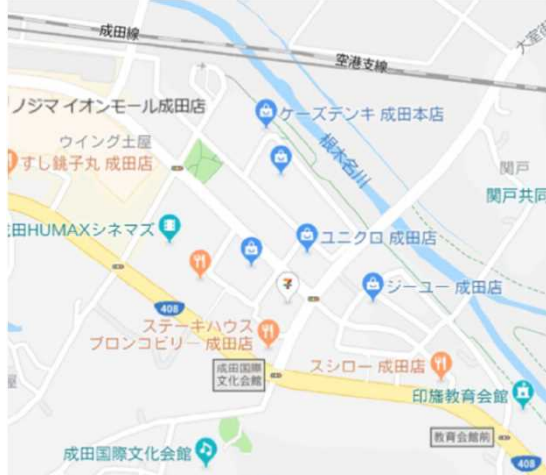 成田線
空港支線
大室街
ノジマ イオンモール成田店
ケーズデンキ 成田本店
ウイング土屋
すし銚子丸 成田店
根木名川
関戸
関戸共同
田HUMAXシネマズ
ユニクロ 成田店
ジーユー 成田店
408
ステーキハウス
ブロンコビリー 成田店
成田国際
文化会館
スシロー 成田店
印旛教育会館
教育会館前
成田国際文化会館
408